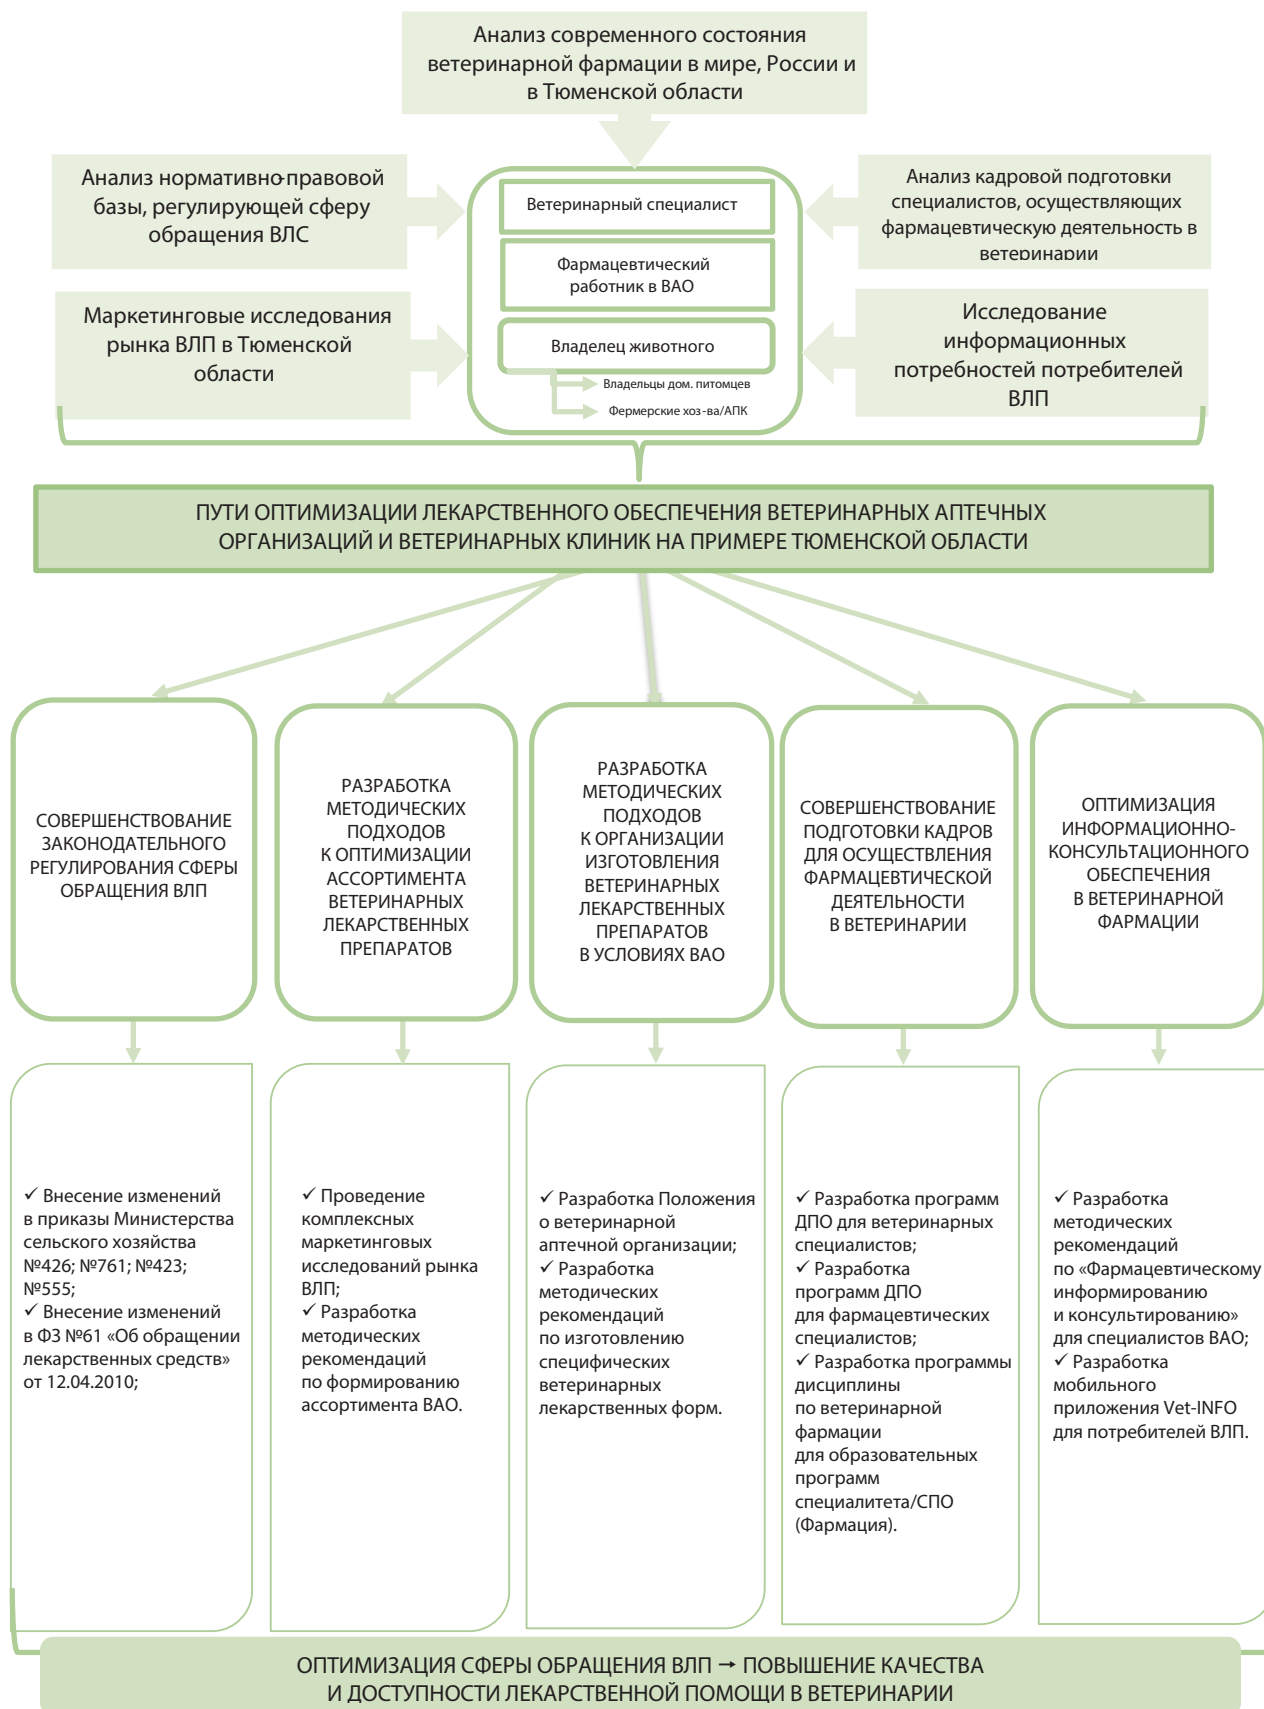 Анализ современного состояния
ветеринарной фармации в мире, России и
в Тюменской области
Анализ нормативно-правовой
базы, регулирующей сферу
обращения ВЛС
Маркетинговые исследования
рынка ВЛП в Тюменской
области
Ветеринарный специалист
Фармацевтический
работник в ВАО
Владелец животного
Владельцы дом. питомцев
Фермерские хоз-ва/АПК
Анализ кадровой подготовки
специалистов, осуществляющих
фармацевтическую деятельность в
ветеринарии
Исследование
информационных
потребностей потребителей
ВЛП
ПУТИ ОПТИМИЗАЦИИ ЛЕКАРСТВЕННОГО ОБЕСПЕЧЕНИЯ ВЕТЕРИНАРНЫХ АПТЕЧНЫХ
ОРГАНИЗАЦИЙ И ВЕТЕРИНАРНЫХ КЛИНИК НА ПРИМЕРЕ ТЮМЕНСКОЙ ОБЛАСТИ
СОВЕРШЕНСТВОВАНИЕ
ЗАКОНОДАТЕЛЬНОГО
РЕГУЛИРОВАНИЯ СФЕРЫ
ОБРАЩЕНИЯ ВЛП
РАЗРАБОТКА
МЕТОДИЧЕСКИХ
ПОДХОДОВ
К ОПТИМИЗАЦИИ
АССОРТИМЕНТА
ВЕТЕРИНАРНЫХ
ЛЕКАРСТВЕННЫХ
ПРЕПАРАТОВ
РАЗРАБОТКА
МЕТОДИЧЕСКИХ
ПОДХОДОВ
К ОРГАНИЗАЦИИ
ИЗГОТОВЛЕНИЯ
ВЕТЕРИНАРНЫХ
ЛЕКАРСТВЕННЫХ
ПРЕПАРАТОВ
В УСЛОВИЯХ ВАО
СОВЕРШЕНСТВОВАНИЕ
ПОДГОТОВКИ КАДРОВ
ДЛЯ ОСУЩЕСТВЛЕНИЯ
ФАРМАЦЕВТИЧЕСКОЙ
ДЕЯТЕЛЬНОСТИ
В ВЕТЕРИНАРИИ
ОПТИМИЗАЦИЯ
ИНФОРМАЦИОННО-
КОНСУЛЬТАЦИОННОГО
ОБЕСПЕЧЕНИЯ
В ВЕТЕРИНАРНОЙ
ФАРМАЦИИ
✓ Внесение изменений
в приказы Министерства
сельского хозяйства
№426; №761; №423;
№555;
✓ Внесение изменений
в ФЗ №61 «Об обращении
лекарственных средств»
от 12.04.2010;
✓ Проведение
комплексных
маркетинговых
исследований рынка
ВЛП;
✓ Разработка
методических
рекомендаций
по формированию
ассортимента ВАО.
✓ Разработка Положения
о ветеринарной
аптечной организации;
✓ Разработка
методических
рекомендаций
по изготовлению
специфических
ветеринарных
лекарственных форм.
✓ Разработка программ
ДПО для ветеринарных
специалистов;
✓ Разработка
программ ДПО
для фармацевтических
специалистов;
✓ Разработка программы
дисциплины
по ветеринарной
фармации
для образовательных
программ
специалитета/СПО
(Фармация).
✓ Разработка
методических
рекомендаций
по «Фармацевтическому
информированию
и консультированию»
для специалистов ВАО;
✓ Разработка
мобильного
приложения Vet-INFO
для потребителей ВЛП.
ОПТИМИЗАЦИЯ СФЕРЫ ОБРАЩЕНИЯ ВЛП → ПОВЫШЕНИЕ КАЧЕСТВА
И ДОСТУПНОСТИ ЛЕКАРСТВЕННОЙ ПОМОЩИ В ВЕТЕРИНАРИИ